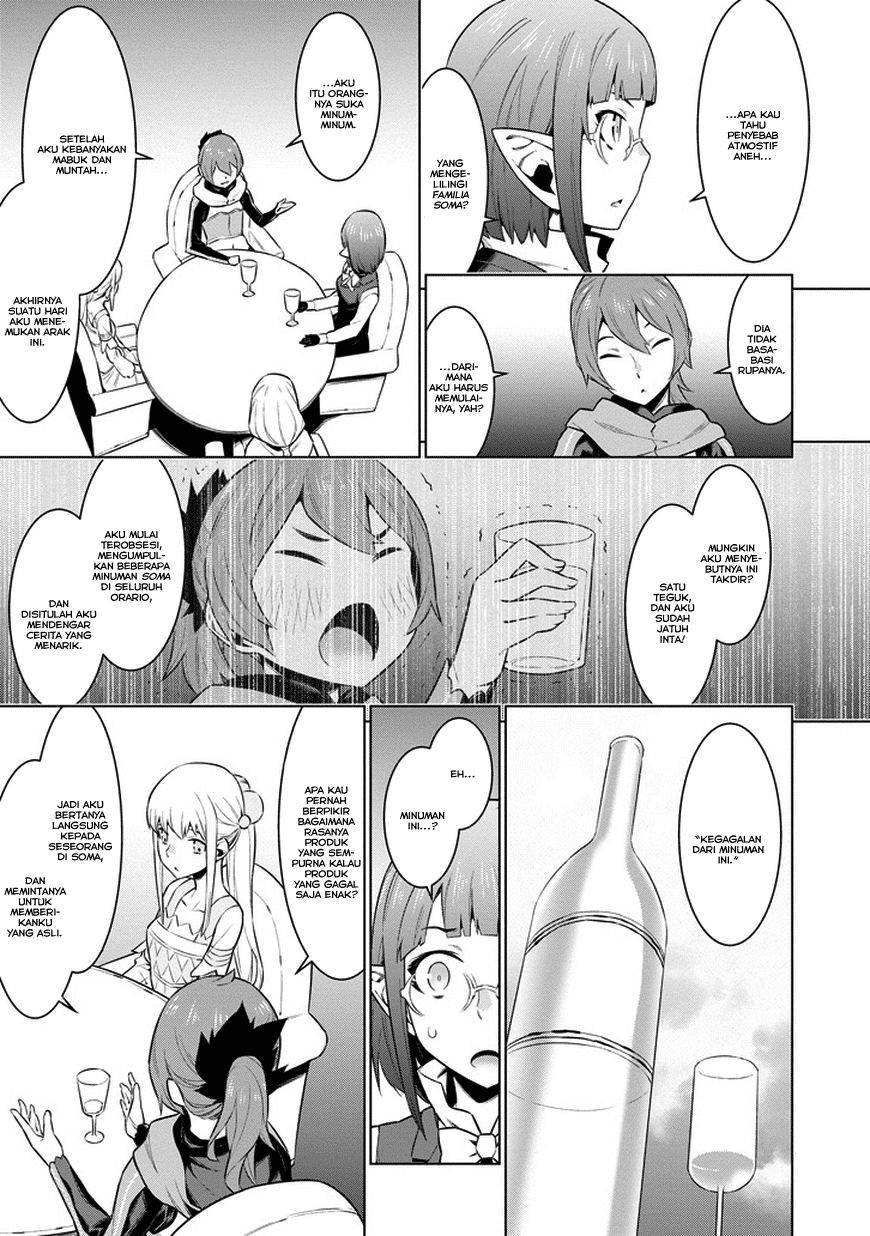 ...APA KAU
TAHU
PENYEBAB
ATMOSTIF
ANEH...
YANG
MENGE-
LILINGI
FAMILIA
SOMA?
DIA
TIDAK
BASA-
BASI
RUPANYA.
...DARI-
MANA
AKU HARUS
MEMULAI-
NYA, YAH?
...AKU
ITU ORANG-
NYA SUKA
MINUM-
MINUM.
SETELAH
AKU KEBANYAKAN
MABUK DAN
MUNTAH...
AKHIRNYA
SUATU HARI
AKU MENE-
MUKAN ARAK
INI.
MUNGKIN
AKU MENYE-
BUTNYA INI
TAKDIR?
SATU
TEGUK,
DAN AKU
SUDAH
JATUH
INTA!
AKU MULAI
TEROBSESI,
MENGUMPUL-
KAN BEBERAPA
MINUMAN SOMA
DI SELURUH
ORARIO,
DAN
DISITULAH AKU
MENDENGAR
CERITA YANG
MENARIK.
"KEGAGALAN
DARI MINUMAN
INI."
EH...
MINUMAN
INI...?
APA KAU
PERNAH
BERPIKIR
BAGAIMANA
RASANYA
PRODUK
YANG SEM-
PURNA KALAU
PRODUK
YANG GAGAL
SAJA ENAK?
JADI AKU
BERTANYA
LANGSUNG
KEPADA
SESEORANG
DI SOMA,
DAN
MEMINTANYA
UNTUK
MEMBERI-
KANKU
YANG ASLI.